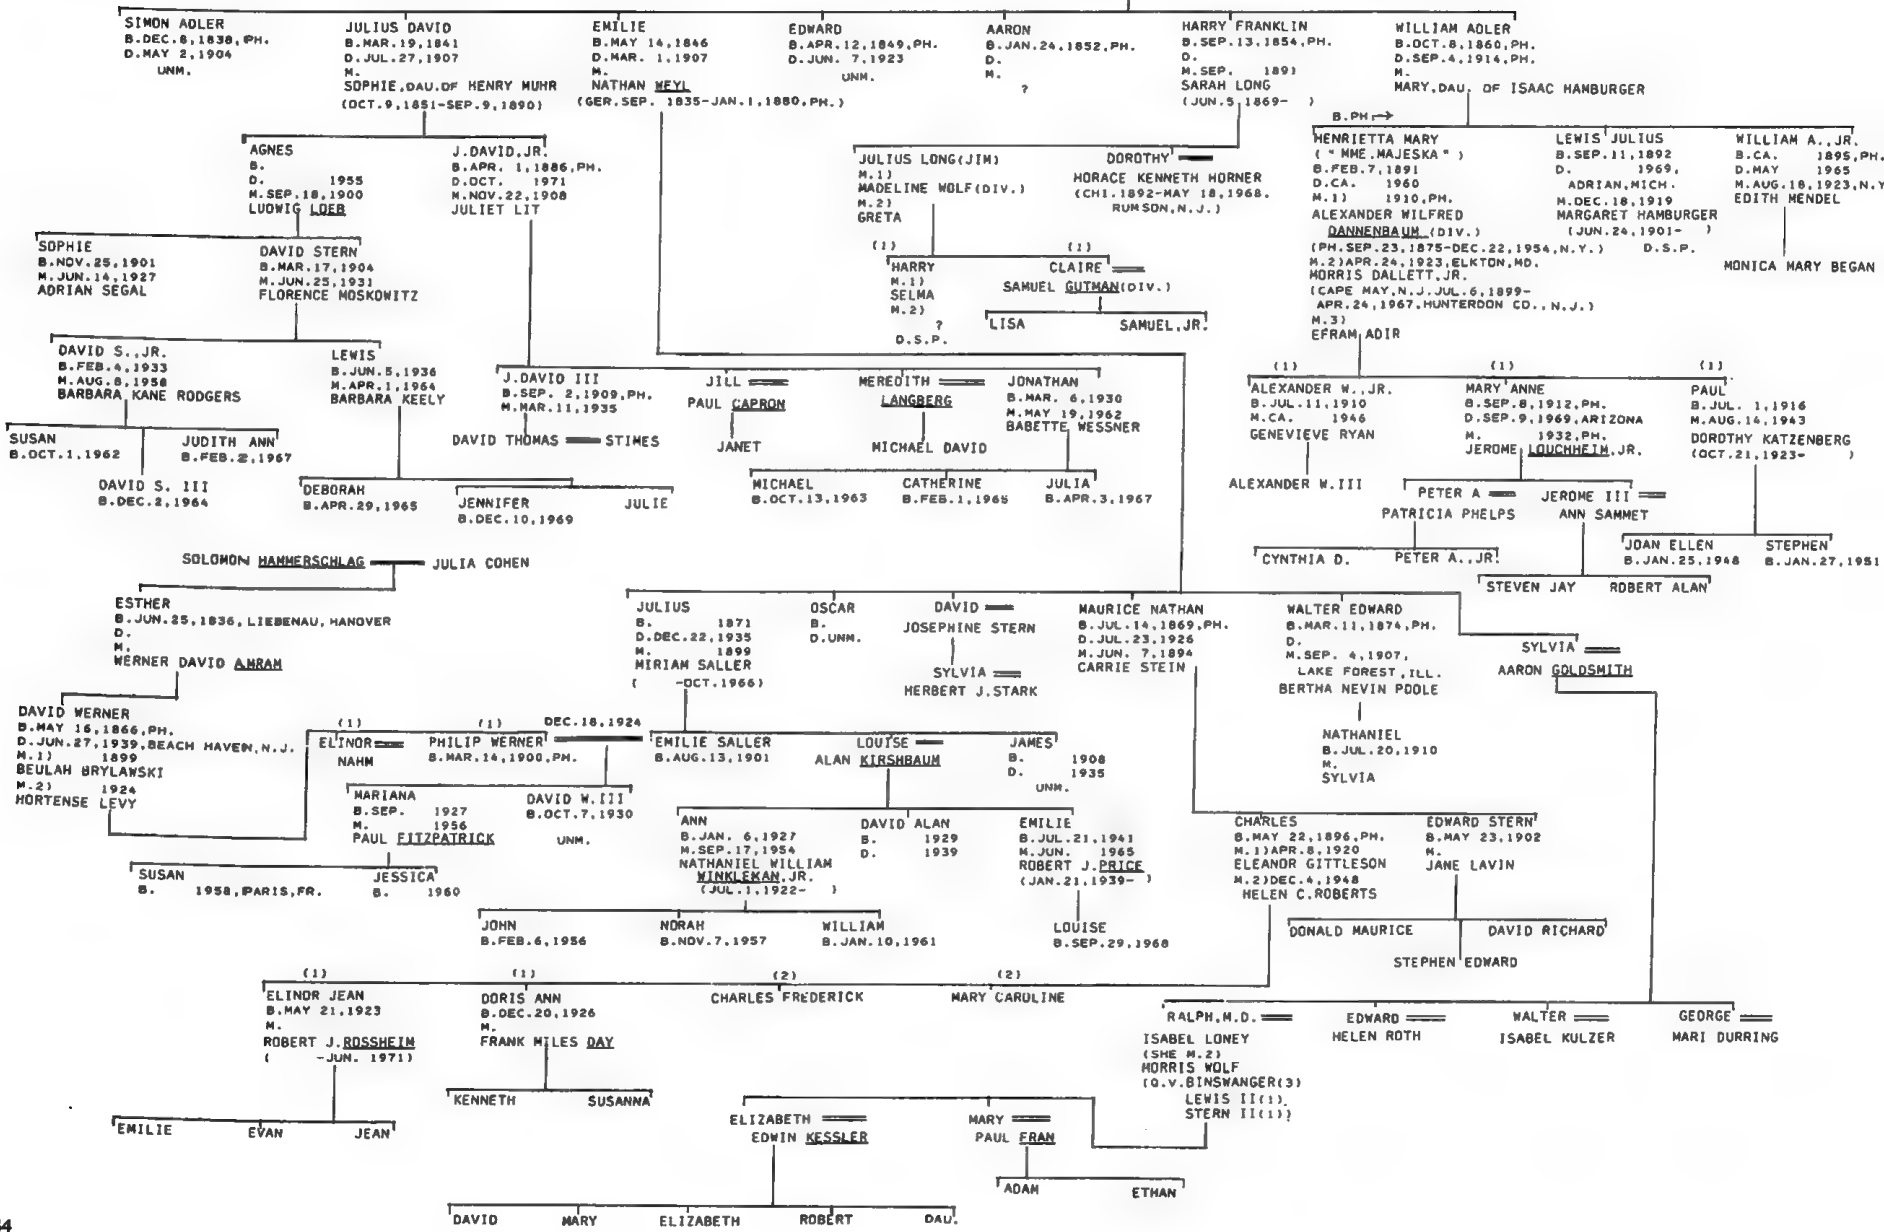 SIMON ADLER
B.DEC.8,1838,PH.
D.MAY 2,1904
UNM.
JULIUS DAVID
B.MAR.19,1841
D.JUL.27,1907
M.
SOPHIE,DAU.OF HENRY MUHR
(OCT.9,1851-SEP.9,1890)
EMILIE
B.MAY 14,1846
D.MAR. 1,1907
M.
NATHAN WEYL
(GER.SEP. 1835-JAN.1,1880,PH.)
EDWARD
B.APR.12,1849,PH.
D.JUN. 7,1923
UNM.
AARON
B.JAN.24,1852,PH.
D.
M.
?
HARRY FRANKLIN
B.SEP.13,1854,PH.
D.
M.SEP. 1891
SARAH LONG
(JUN.5,1869- )
WILLIAM ADLER
B.OCT.8,1860,PH.
D.SEP.4,1914,PH.
M.
MARY,DAU. OF ISAAC HAMBURGER
AGNES
B.
D. 1955
M.SEP.18,1900
LUDWIG LOEB
J.DAVID,JR.
B.APR. 1,1886,PH.
D.OCT. 1971
M.NOV.22,1908
JULIET LIT
JULIUS LONG(JIM)
M.1)
MADELINE WOLF(DIV.)
M.2)
GRETA
DOROTHY
HORACE KENNETH HORNER
(CHI.1892-MAY 18,1968.
RUMSON,N.J.)
B.PH.→
HENRIETTA MARY
("MME.MAJESKA")
B.FEB.7,1891
D.CA. 1960
M.1) 1910,PH.
ALEXANDER WILFRED
DANNENBAUM (DIV.)
(PH.SEP.23,1875-DEC.22,1954,N.Y.)
M.2)APR.24,1923,ELKTON,MD.
MORRIS DALLETT,JR.
(CAPE MAY,N.J.JUL.6,1899-
APR.24,1967,HUNTERDON CO.,N.J.)
M.3)
EFRAM ADIR
LEWIS JULIUS
B.SEP.11,1892
D. 1969,
ADRIAN,MICH.
M.DEC.18,1919
MARGARET HAMBURGER
(JUN.24,1901- )
D.S.P.
WILLIAM A.,JR.
B.CA. 1895,PH.
D.MAY 1965
M.AUG.18,1923,N.Y
EDITH MENDEL
MONICA MARY BEGAN
SOPHIE
B.NOV.25,1901
M.JUN.14,1927
ADRIAN SEGAL
DAVID STERN
B.MAR.17,1904
M.JUN.25,1931
FLORENCE MOSKOWITZ
(1) (1)
HARRY
M.1)
SELMA
M.2)
?
D.S.P.
CLAIRE
SAMUEL GUTMAN(DIV.)
LISA SAMUEL,JR.
DAVID S.,JR.
B.FEB.4,1933
M.AUG.8,1958
BARBARA KANE RODGERS
LEWIS
B.JUN.5,1936
M.APR.1,1964
BARBARA KEELY
J.DAVID III
B.SEP. 2,1909,PH.
M.MAR.11,1935
DAVID THOMAS STIMES
JILL
PAUL CAPRON
JANET
MEREDITH
LANGBERG
MICHAEL DAVID
JONATHAN
B.MAR. 6,1930
M.MAY 19,1962
BABETTE WESSNER
(1) (1) (1)
ALEXANDER W.,JR.
B.JUL.11,1910
M.CA. 1946
GENEVIEVE RYAN
ALEXANDER W.III
MARY ANNE
B.SEP.8,1912,PH.
D.SEP.9,1969,ARIZONA
M. 1932,PH.
JEROME LOUCHHEIM,JR.
PAUL
B.JUL. 1,1916
M.AUG.14,1943
DOROTHY KATZENBERG
(OCT.21,1923- )
SUSAN
B.OCT.1,1962
JUDITH ANN
B.FEB.2,1967
DAVID S. III
B.DEC.2,1964
DEBORAH
B.APR.29,1965
JENNIFER
B.DEC.10,1969
JULIE
MICHAEL
B.OCT.13,1963
CATHERINE
B.FEB.1,1965
JULIA
B.APR.3,1967
PETER A
PATRICIA PHELPS
JEROME III
ANN SAMMET
CYNTHIA D. PETER A.,JR.
JOAN ELLEN
B.JAN.25,1948
STEPHEN
B.JAN.27,1951
STEVEN JAY ROBERT ALAN
SOLOMON HAMMERSCHLAG JULIA COHEN
ESTHER
B.JUN.25,1836,LIEBENAU,HANOVER
D.
M.
WERNER DAVID AMRAM
JULIUS
B. 1871
D.DEC.22,1935
M. 1899
MIRIAM SALLER
( -OCT.1966)
OSCAR
B.
D.UNM.
DAVID
JOSEPHINE STERN
SYLVIA
HERBERT J.STARK
MAURICE NATHAN
B.JUL.14,1869,PH.
D.JUL.23,1926
M.JUN. 7,1894
CARRIE STEIN
WALTER EDWARD
B.MAR.11,1874,PH.
D.
M.SEP. 4,1907,
LAKE FOREST,ILL.
BERTHA NEVIN POOLE
NATHANIEL
B.JUL.20,1910
M.
SYLVIA
SYLVIA
AARON GOLDSMITH
DAVID WERNER
B.MAY 16,1866,PH.
D.JUN.27,1939,BEACH HAVEN,N.J.
M.1) 1899
BEULAH BRYLAWSKI
M.2) 1924
HORTENSE LEVY
(1) (1) DEC.18,1924
ELINOR
NAHM
PHILIP WERNER
B.MAR.14,1900,PH.
EMILIE SALLER
B.AUG.13,1901
LOUISE
ALAN KIRSHBAUM
JAMES
B. 1908
D. 1935
UNM.
MARIANA
B.SEP. 1927
M. 1956
PAUL FITZPATRICK
DAVID W.III
B.OCT.7,1930
UNM.
SUSAN
B. 1958,PARIS,FR.
JESSICA
B. 1960
ANN
B.JAN. 6,1927
M.SEP.17,1954
NATHANIEL WILLIAM
WINKLEMAN,JR.
(JUL.1,1922- )
DAVID ALAN
B. 1929
D. 1939
EMILIE
B.JUL.21,1941
M.JUN. 1965
ROBERT J.PRICE
(JAN.21,1939- )
CHARLES
B.MAY 22,1896,PH.
M.1)APR.8,1920
ELEANOR GITTLESON
M.2)DEC.4,1948
HELEN C.ROBERTS
EDWARD STERN
B.MAY 23,1902
M.
JANE LAVIN
JOHN
B.FEB.6,1956
NORAH
B.NOV.7,1957
WILLIAM
B.JAN.10,1961
LOUISE
B.SEP.29,1968
DONALD MAURICE DAVID RICHARD
STEPHEN EDWARD
(1) (1) (2) (2)
ELINOR JEAN
B.MAY 21,1923
M.
ROBERT J.ROSSHEIM
( -JUN. 1971)
DORIS ANN
B.DEC.20,1926
M.
FRANK MILES DAY
CHARLES FREDERICK
MARY CAROLINE
RALPH,M.D.
ISABEL LONEY
(SHE M.2)
MORRIS WOLF
(Q.V.BINSWANGER(3)
LEWIS II(1)
STERN II(1))
EDWARD
HELEN ROTH
WALTER
ISABEL KULZER
GEORGE
MARI DURRING
KENNETH SUSANNA
EMILIE EVAN JEAN
ELIZABETH
EDWIN KESSLER
MARY
PAUL FRAN
ADAM ETHAN
DAVID MARY ELIZABETH ROBERT DAU.